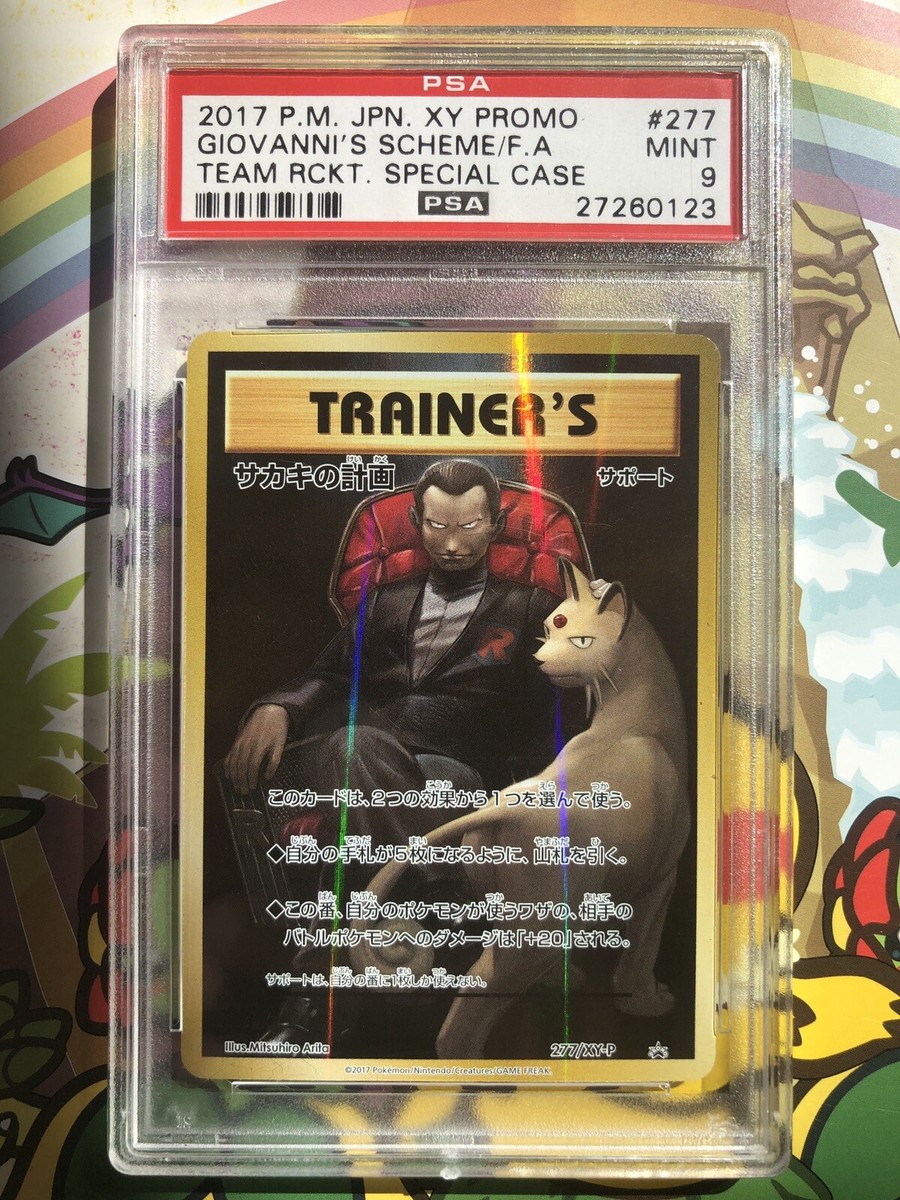 PSA
2017 P.M. JPN. XY PROMO #277
GIOVANNI'S SCHEME/F.A MINT
TEAM RCKT. SPECIAL CASE 9
PSA 27260123
TRAINER'S
サカキの計画 サポート
R
このカードは、2つの効果から1つを選んで使う。
◆自分の手札が5枚になるように、山札を引く。
◆この番、自分のポケモンが使うワザの、相手の
バトルポケモンへのダメージは「+20」される。
サポートは、自分の番に1枚しか使えない。
Illus.Mitsuhiro Arita 277/XY-P
©2017 Pokémon/Nintendo/Creatures/GAME FREAK.